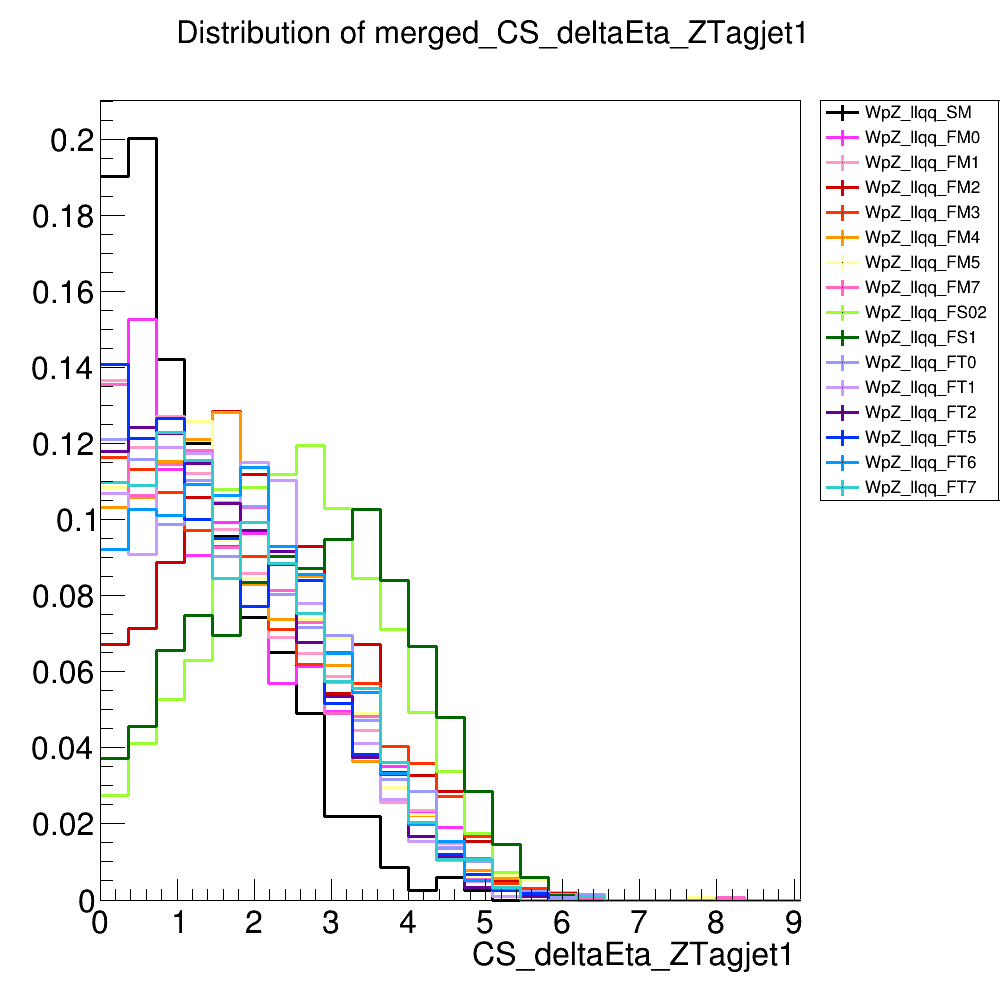 Distribution of merged_CS_deltaEta_ZTagjet1
WpZ_llqq_SM
WpZ_llqq_FM0
WpZ_llqq_FM1
WpZ_llqq_FM2
WpZ_llqq_FM3
WpZ_llqq_FM4
WpZ_llqq_FM5
WpZ_llqq_FM7
WpZ_llqq_FS02
WpZ_llqq_FS1
WpZ_llqq_FT0
WpZ_llqq_FT1
WpZ_llqq_FT2
WpZ_llqq_FT5
WpZ_llqq_FT6
WpZ_llqq_FT7
0.2
0.18
0.16
0.14
0.12
0.1
0.08
0.06
0.04
0.02
0
0 1 2 3 4 5 6 7 8 9
CS_deltaEta_ZTagjet1